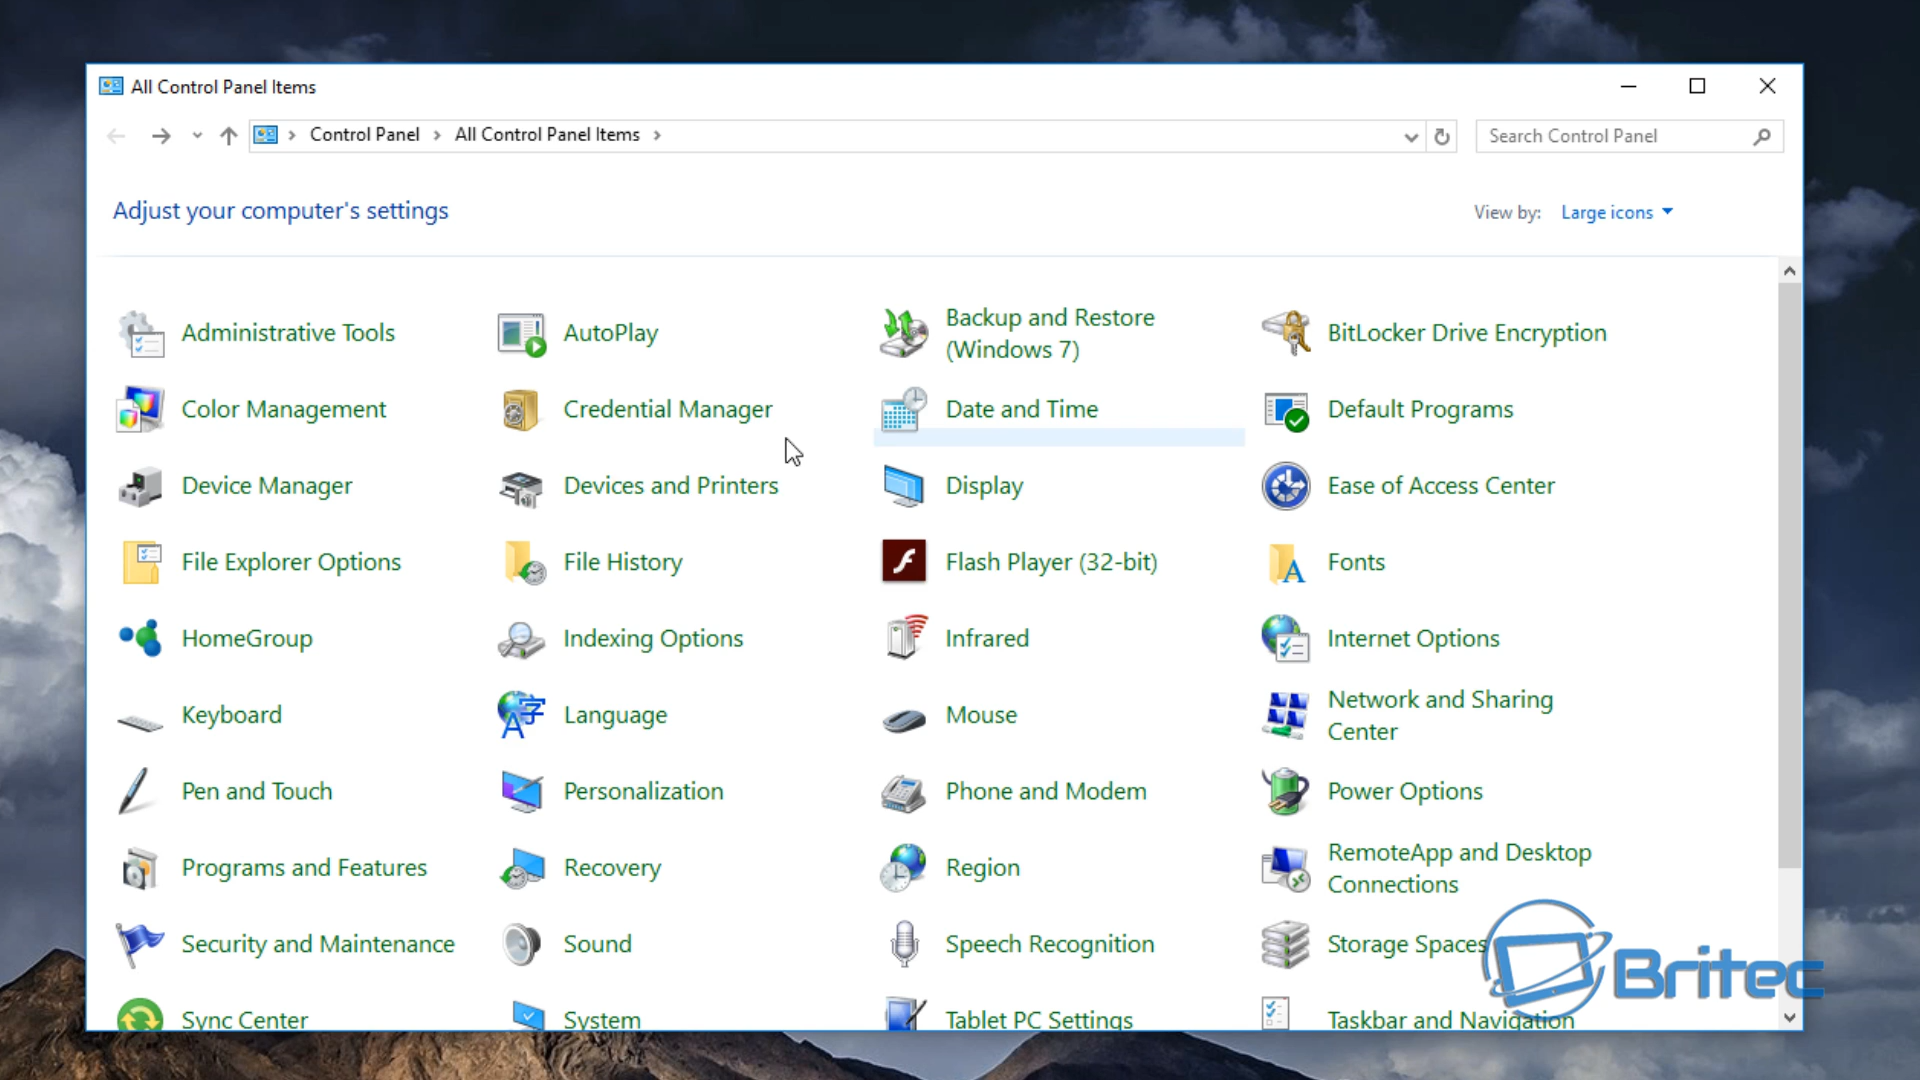 All Control Panel Items
Control Panel > All Control Panel Items >
Search Control Panel
Adjust your computer's settings
View by: Large icons
Administrative Tools
AutoPlay
Backup and Restore
(Windows 7)
BitLocker Drive Encryption
Color Management
Credential Manager
Date and Time
Default Programs
Device Manager
Devices and Printers
Display
Ease of Access Center
File Explorer Options
File History
Flash Player (32-bit)
Fonts
HomeGroup
Indexing Options
Infrared
Internet Options
Keyboard
Language
Mouse
Network and Sharing
Center
Pen and Touch
Personalization
Phone and Modem
Power Options
Programs and Features
Recovery
Region
RemoteApp and Desktop
Connections
Security and Maintenance
Sound
Speech Recognition
Storage Spaces
Sync Center
System
Tablet PC Settings
Taskbar and Navigation
Britec